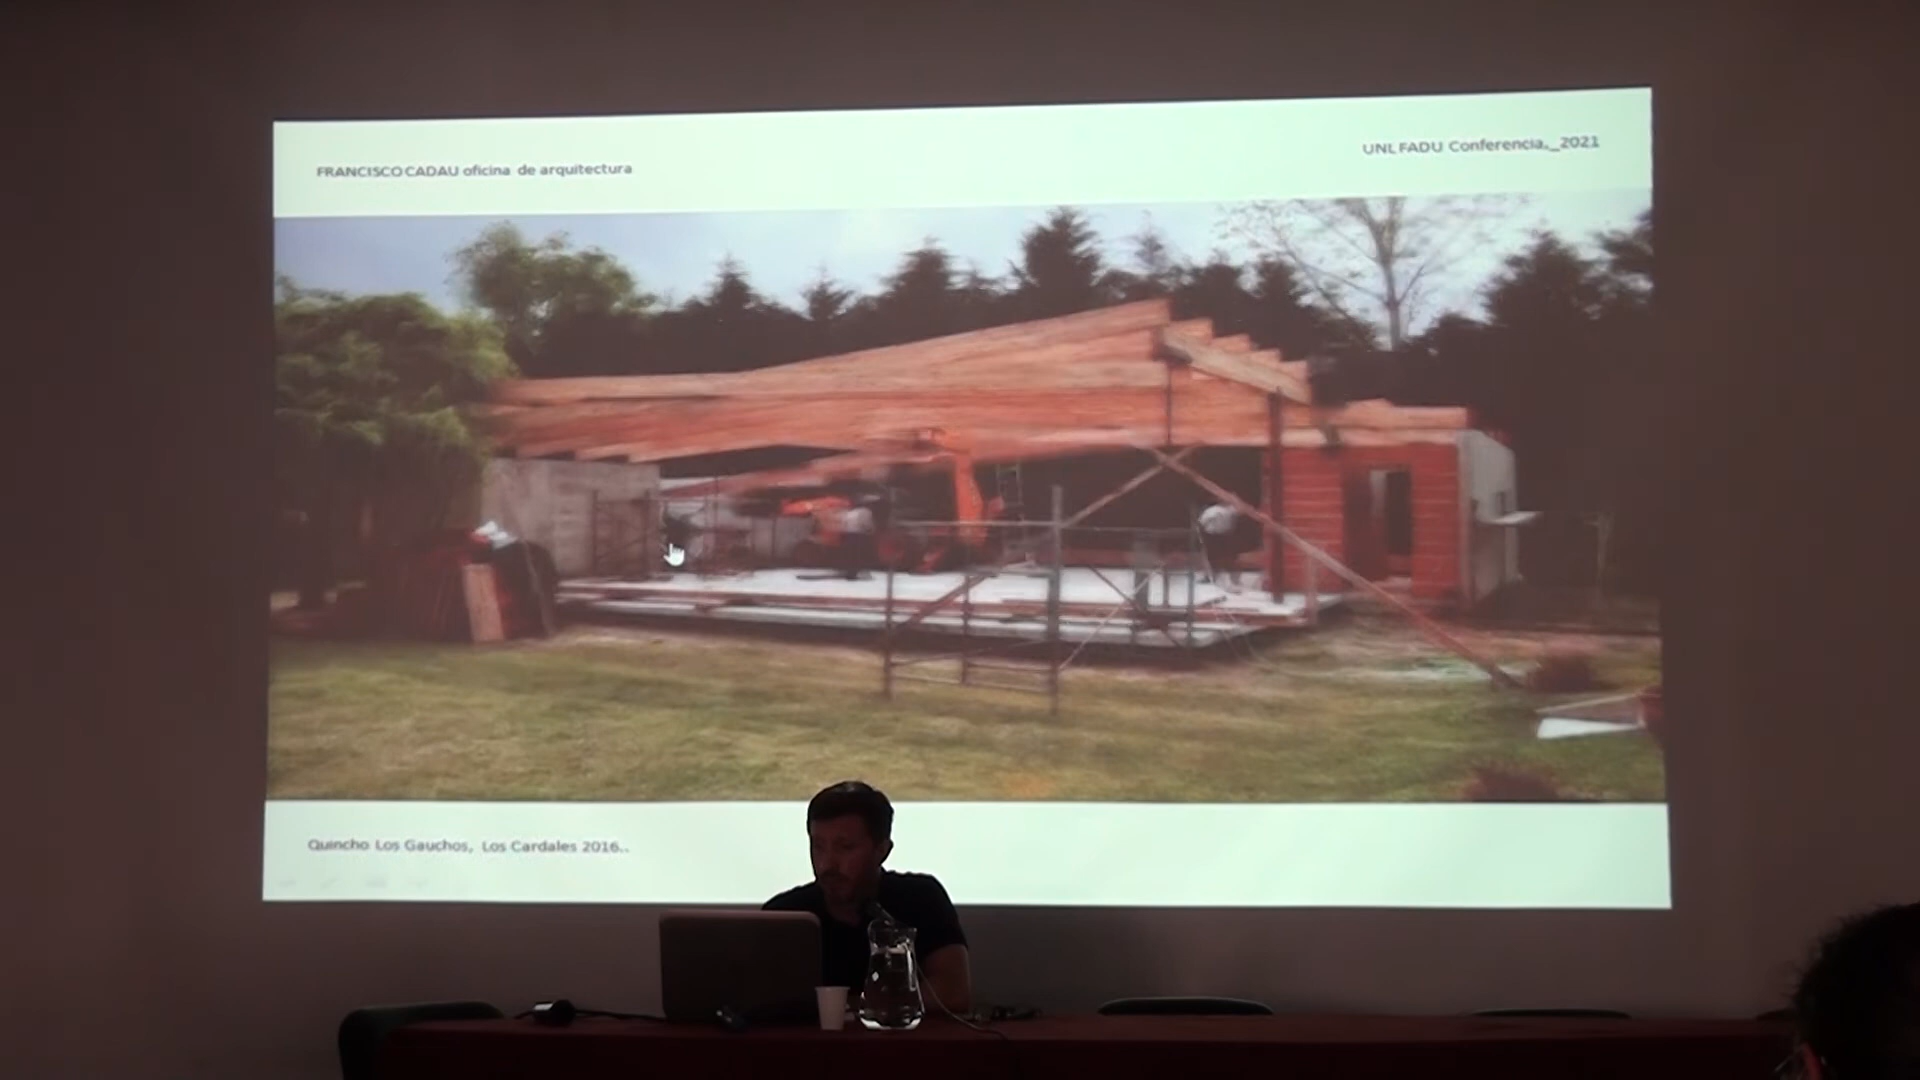 FRANCISCO CADAU oficina de arquitectura
UNL FADU Conferencia._2021
Quincho Los Gauchos, Los Cardales 2016..